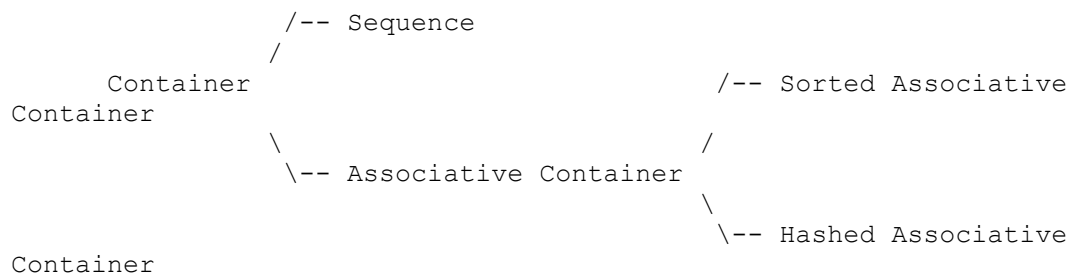 /-- Sequence
                /
      Container                             /-- Sorted Associative
Container
                \                          /
                 \-- Associative Container
                                           \
                                            \-- Hashed Associative
Container